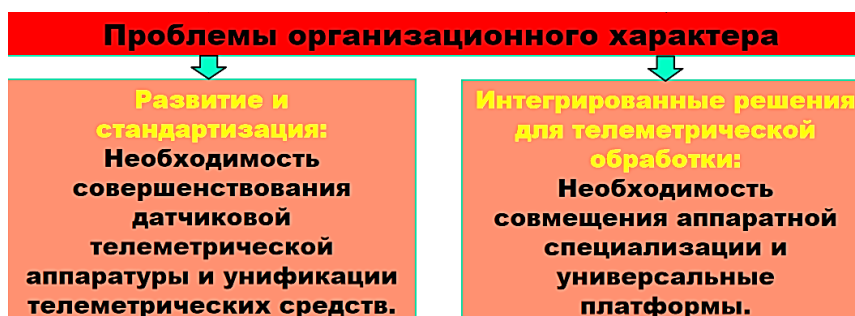 Проблемы организационного характера
Развитие и
стандартизация:
Необходимость
совершенствования
датчиковой
телеметрической
аппаратуры и унификации
телеметрических средств.
Интегрированные решения
для телеметрической
обработки:
Необходимость
совмещения аппаратной
специализации и
универсальные
платформы.